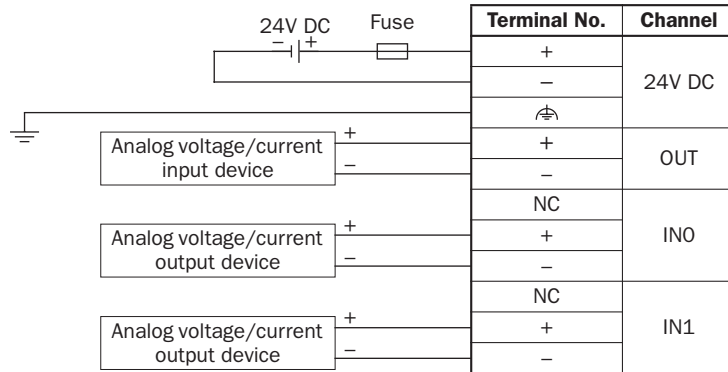 24V DC
Fuse
− +
Terminal No. Channel
+
−
24V DC
+
−
OUT
NC
+
−
IN0
NC
+
−
IN1
Analog voltage/current
input device
+
−
Analog voltage/current
output device
+
−
Analog voltage/current
output device
+
−